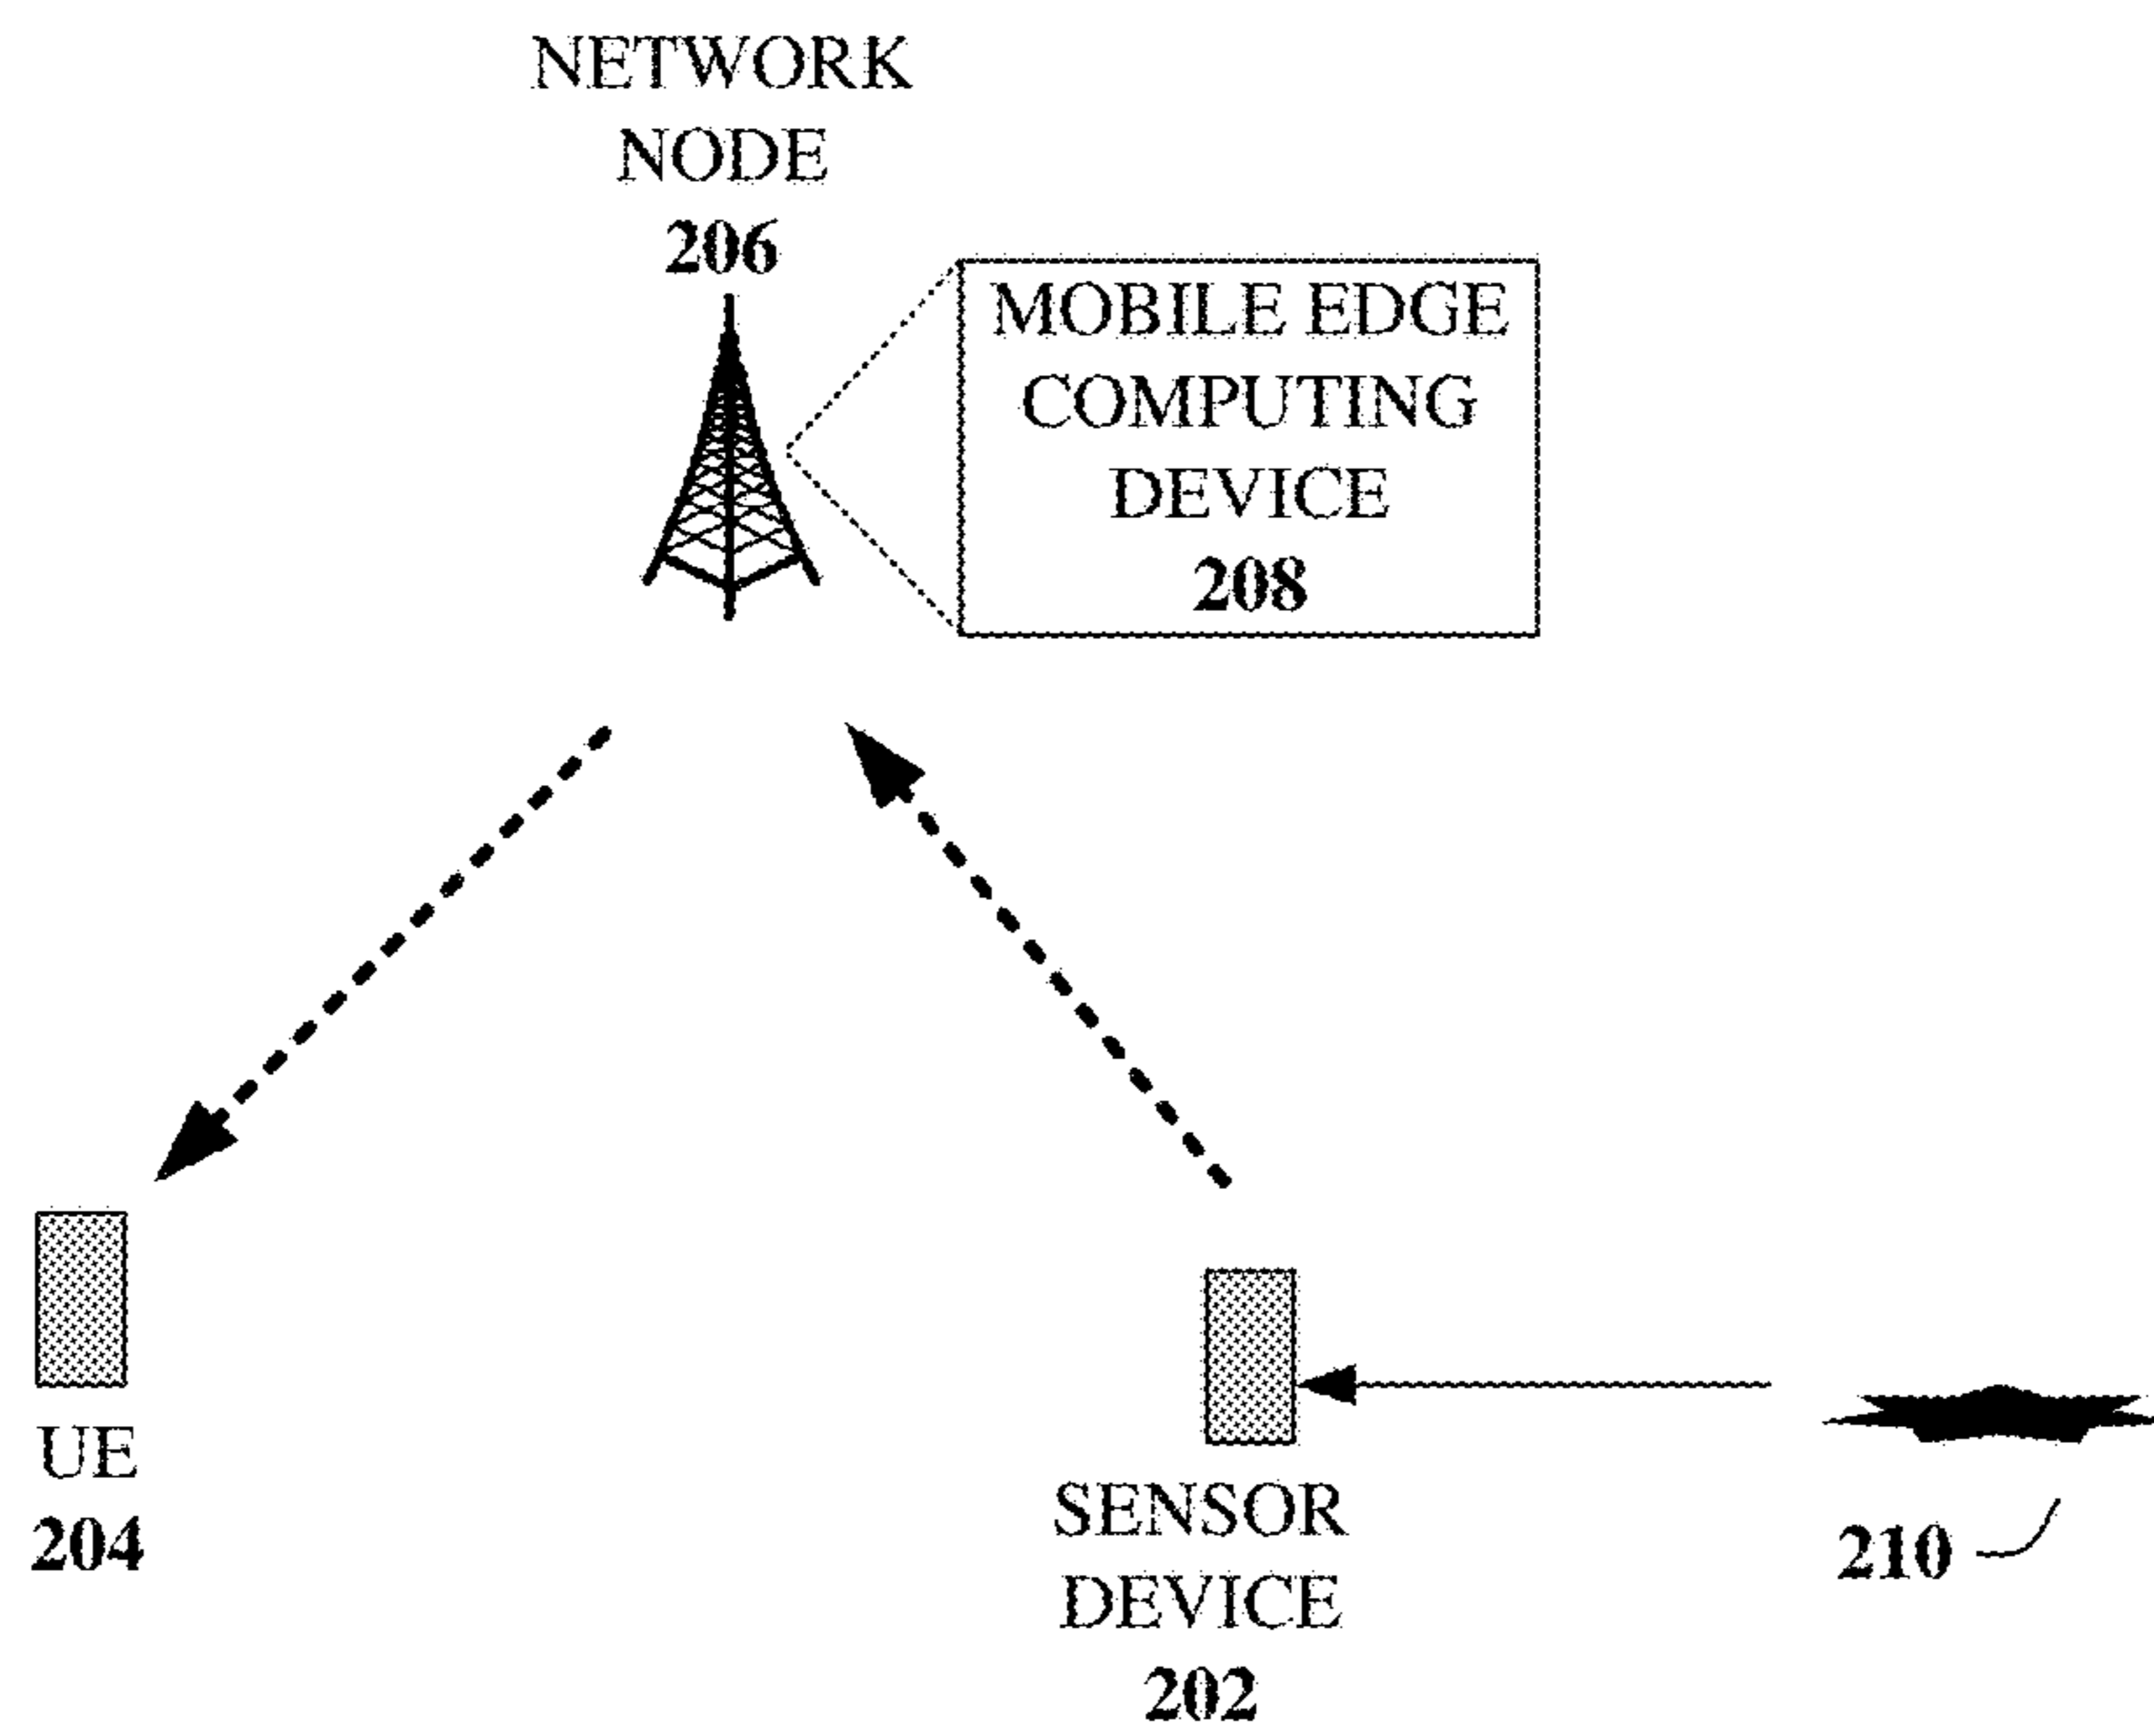 NETWORK
NODE
206
MOBILE EDGE
COMPUTING
DEVICE
208
UE
204
SENSOR
DEVICE
202
210